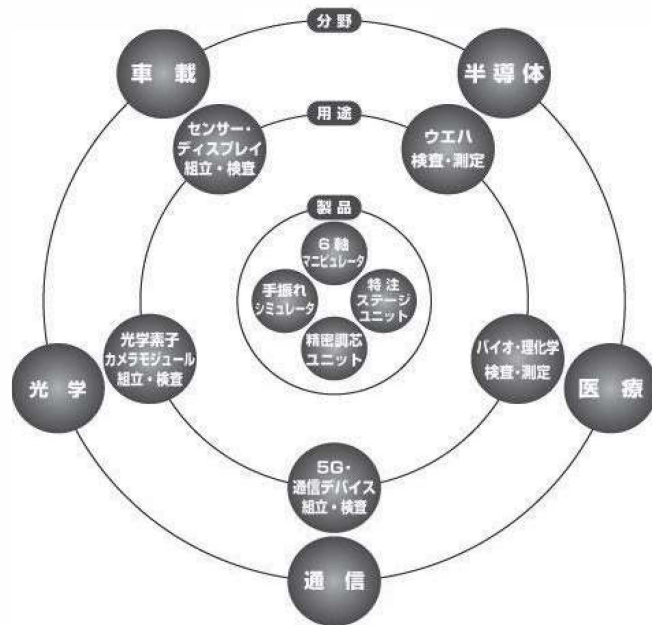 分野
車載
半導体
用途
センサー・
ディスプレイ
組立・検査
ウエハ
検査・測定
製品
6軸
マニピュレータ
手振れ
シミュレータ
特注
ステージ
ユニット
精密調芯
ユニット
光学素子
カメラモジュール
組立・検査
バイオ・理化学
検査・測定
光学
医療
5G・
通信デバイス
組立・検査
通信